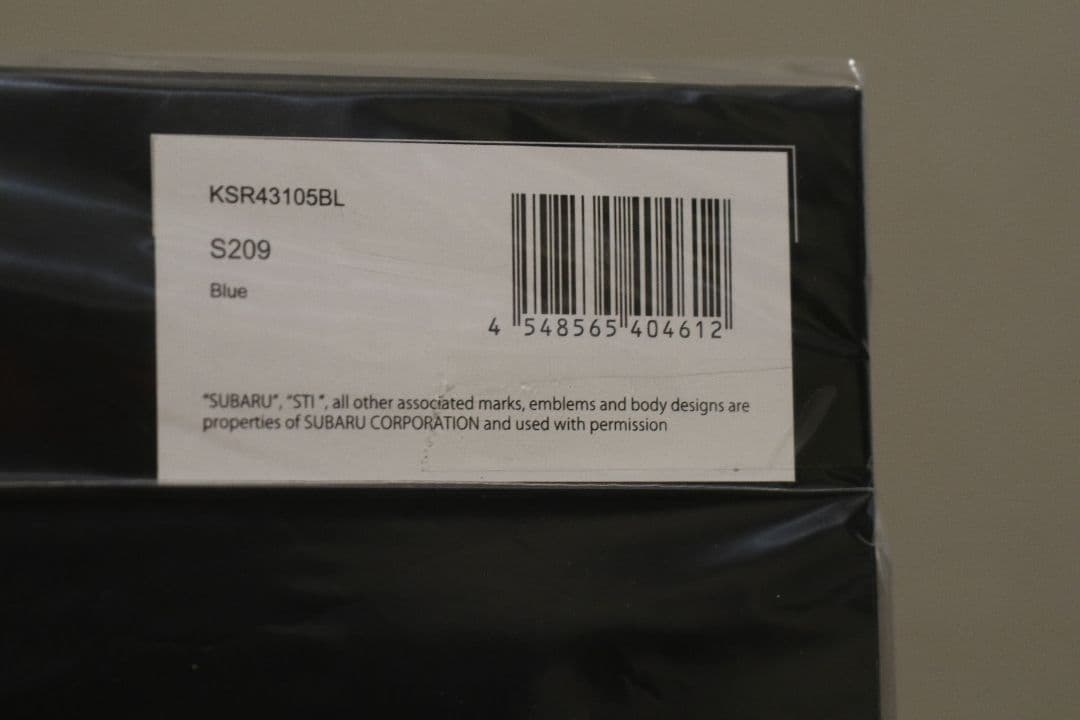 KSR43105BL
S209
Blue
4 548565 404612
"SUBARU", "STI ", all other associated marks, emblems and body designs are
properties of SUBARU CORPORATION and used with permission